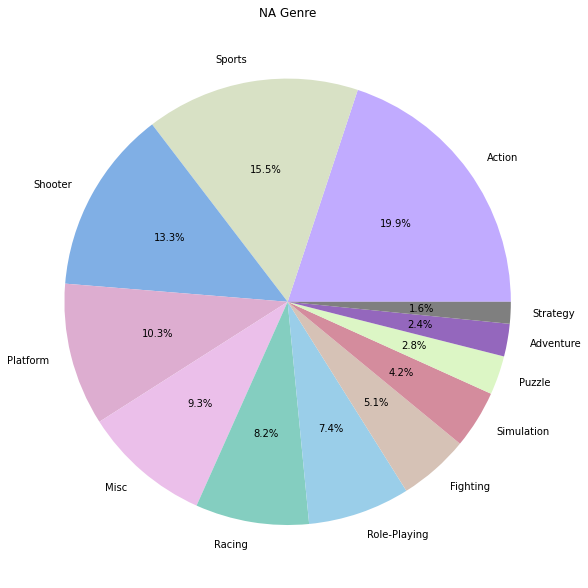 NA Genre
Sports
Action
15.5%
19.9%
Shooter
13.3%
1.6%
Strategy
2.4%
Adventure
10.3%
2.8%
Platform
4.2%
Puzzle
9.3%
5.1%
7.4%
8.2%
Simulation
Misc
Fighting
Role-Playing
Racing